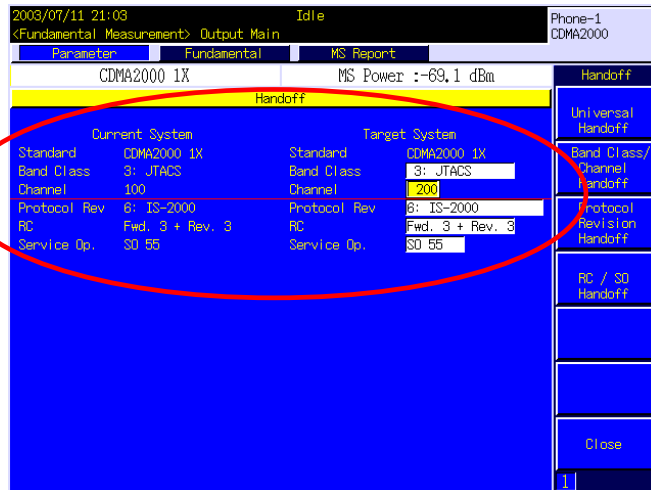 2003/07/11 21:03 Idle
Phone-1
<Fundamental Measurement> Output Main
CDMA2000
Parameter Fundamental MS Report
CDMA2000 1X MS Power :-69.1 dBm Handoff
Handoff
Universal
Handoff
Current System Target System
Standard CDMA2000 1X Standard CDMA2000 1X
Band Class 3: JTACS Band Class 3: JTACS
Channel 100 Channel 200
Protocol Rev 6: IS-2000 Protocol Rev 6: IS-2000
RC Fwd. 3 + Rev. 3 RC Fwd. 3 + Rev. 3
Service Op. SO 55 Service Op. SO 55
Band Class/
Channel
Handoff
Protocol
Revision
Handoff
RC / SO
Handoff
Close
1